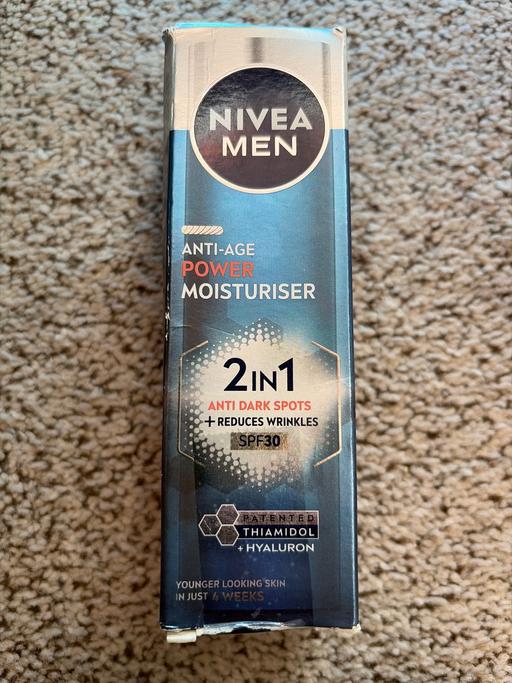 NIVEA
MEN
ANTI-AGE
POWER
MOISTURISER
2IN1
ANTI DARK SPOTS
+ REDUCES WRINKLES
SPF30
PATENTED
THIAMIDOL
+ HYALURON
YOUNGER LOOKING SKIN
IN JUST 4 WEEKS